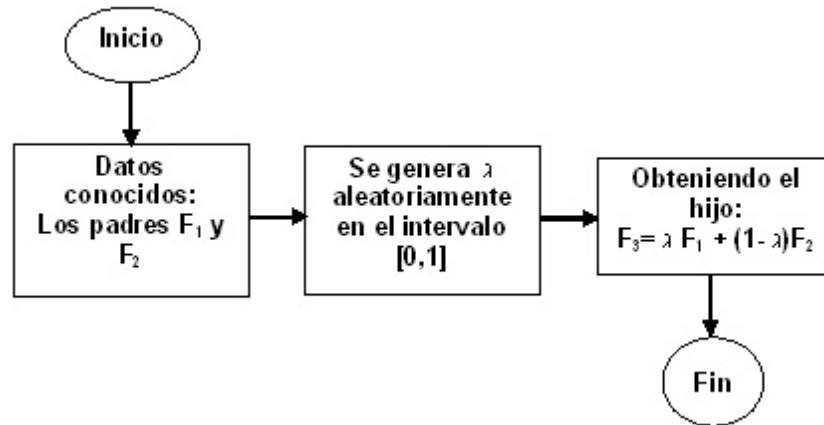 Inicio
Datos
conocidos:
Los padres F₁ y
F₂
Se genera λ
aleatoriamente
en el intervalo
[0,1]
Obteniendo el
hijo:
F₃= λ F₁ + (1- λ)F₂
Fin